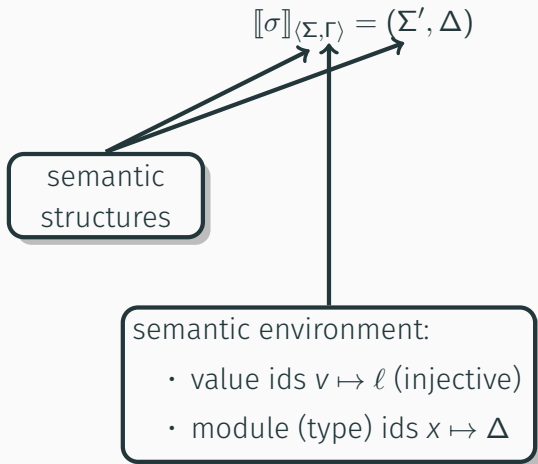 ⟦σ⟧⟨Σ,Γ⟩ = (Σ′, Δ)
semantic
structures
semantic environment:
· value ids v ↦ ℓ (injective)
· module (type) ids x ↦ Δ